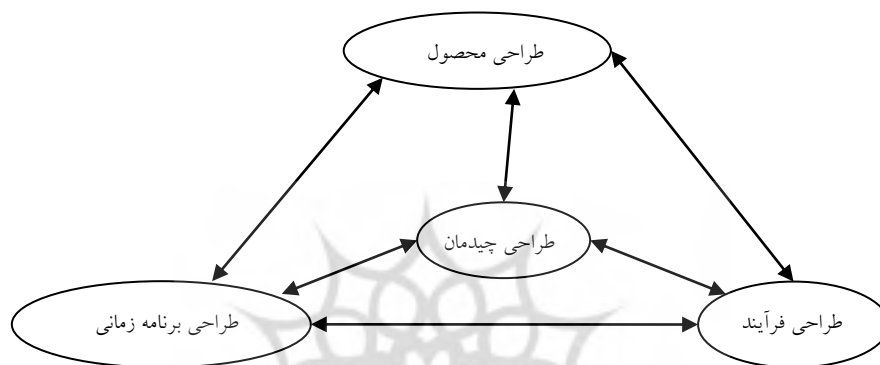 طراحی محصول
طراحی چیدمان
طراحی فرآیند
طراحی برنامه زمانی